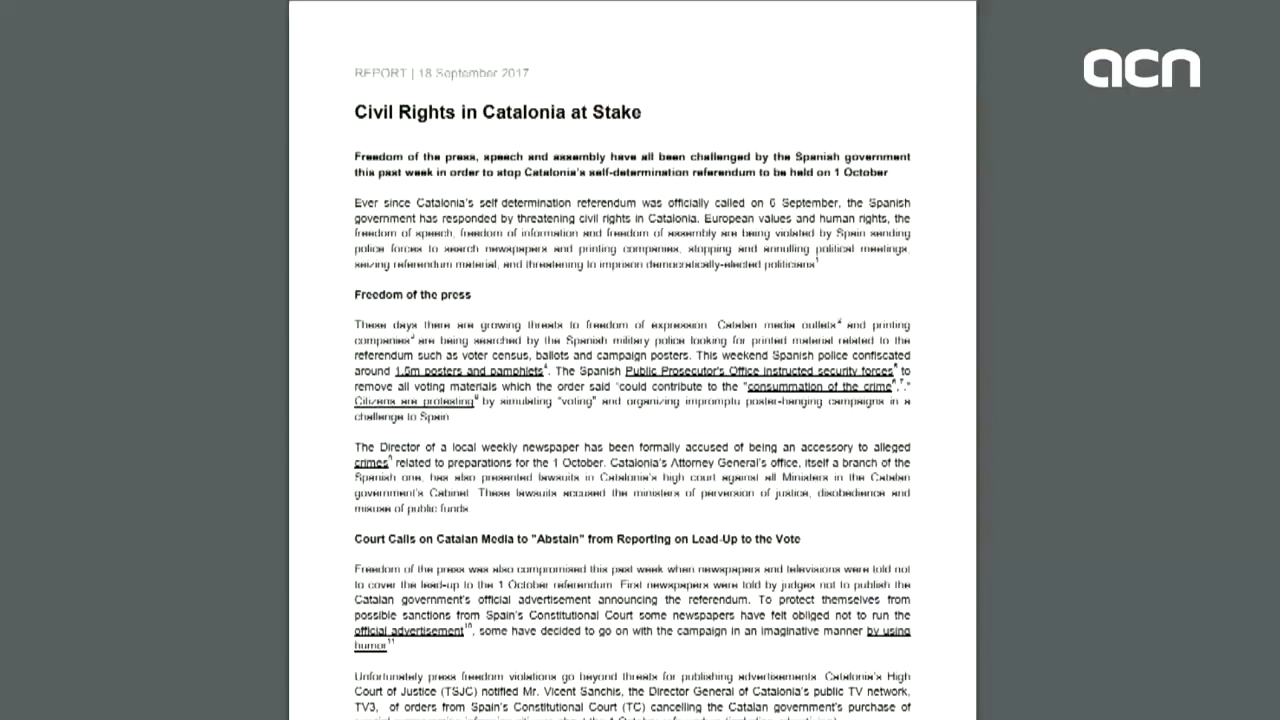 acn
REPORT | 18 September 2017
Civil Rights in Catalonia at Stake
Freedom of the press, speech and assembly have all been challenged by the Spanish government
this past week in order to stop Catalonia's self-determination referendum to be held on 1 October
Ever since Catalonia's self determination referendum was officially called on 6 September, the Spanish
government has responded by threatening civil rights in Catalonia. European values and human rights, the
freedom of speech, freedom of information and freedom of assembly are being violated by Spain sending
police forces to search newspapers and printing companies, stopping and annulling political meetings,
seizing referendum material, and threatening to imprison democratically-elected politicians¹
Freedom of the press
These days there are growing threats to freedom of expression. Catalan media outlets² and printing
companies³ are being searched by the Spanish military police looking for printed material related to the
referendum such as voter census, ballots and campaign posters. This weekend Spanish police confiscated
around 1.5m posters and pamphlets⁴. The Spanish Public Prosecutor's Office instructed security forces⁵ to
remove all voting materials which the order said "could contribute to the "consummation of the crime⁶,⁷."
Citizens are protesting⁸ by simulating "voting" and organizing impromptu poster-hanging campaigns in a
challenge to Spain
The Director of a local weekly newspaper has been formally accused of being an accessory to alleged
crimes⁹ related to preparations for the 1 October. Catalonia's Attorney General's office, itself a branch of the
Spanish one, has also presented lawsuits in Catalonia's high court against all Ministers in the Catalan
government's Cabinet. These lawsuits accused the ministers of perversion of justice, disobedience and
misuse of public funds
Court Calls on Catalan Media to "Abstain" from Reporting on Lead-Up to the Vote
Freedom of the press was also compromised this past week when newspapers and televisions were told not
to cover the lead-up to the 1 October referendum. First newspapers were told by judges not to publish the
Catalan government's official advertisement announcing the referendum. To protect themselves from
possible sanctions from Spain's Constitutional Court some newspapers have felt obliged not to run the
official advertisement¹⁰, some have decided to go on with the campaign in an imaginative manner by using
humor¹¹
Unfortunately press freedom violations go beyond threats for publishing advertisements. Catalonia's High
Court of Justice (TSJC) notified Mr. Vicent Sanchis, the Director General of Catalonia's public TV network,
TV3, of orders from Spain's Constitutional Court (TC) cancelling the Catalan government's purchase of